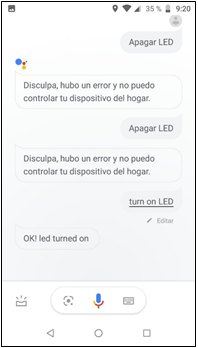 35 % 9:20
Apagar LED
Disculpa, hubo un error y no puedo
controlar tu dispositivo del hogar.
Apagar LED
Disculpa, hubo un error y no puedo
controlar tu dispositivo del hogar.
turn on LED
Editar
OK! led turned on